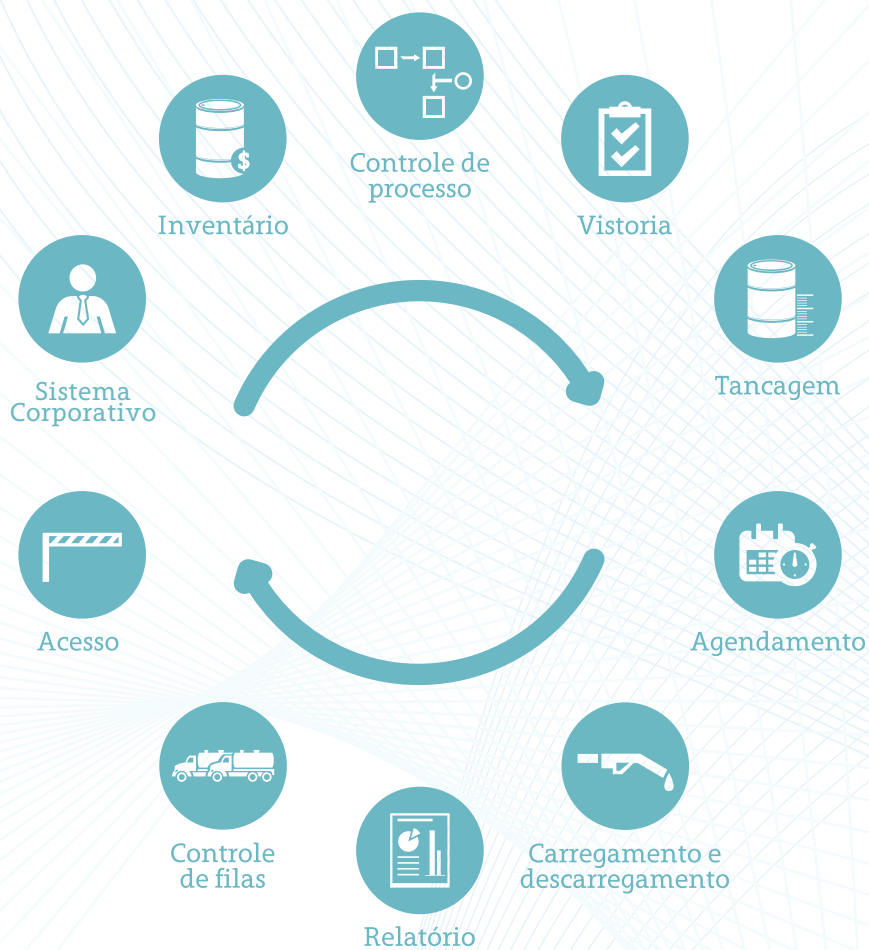 Controle de
processo
Inventário
Vistoria
Sistema
Corporativo
Tancagem
Acesso
Agendamento
Controle
de filas
Carregamento e
descarregamento
Relatório
$